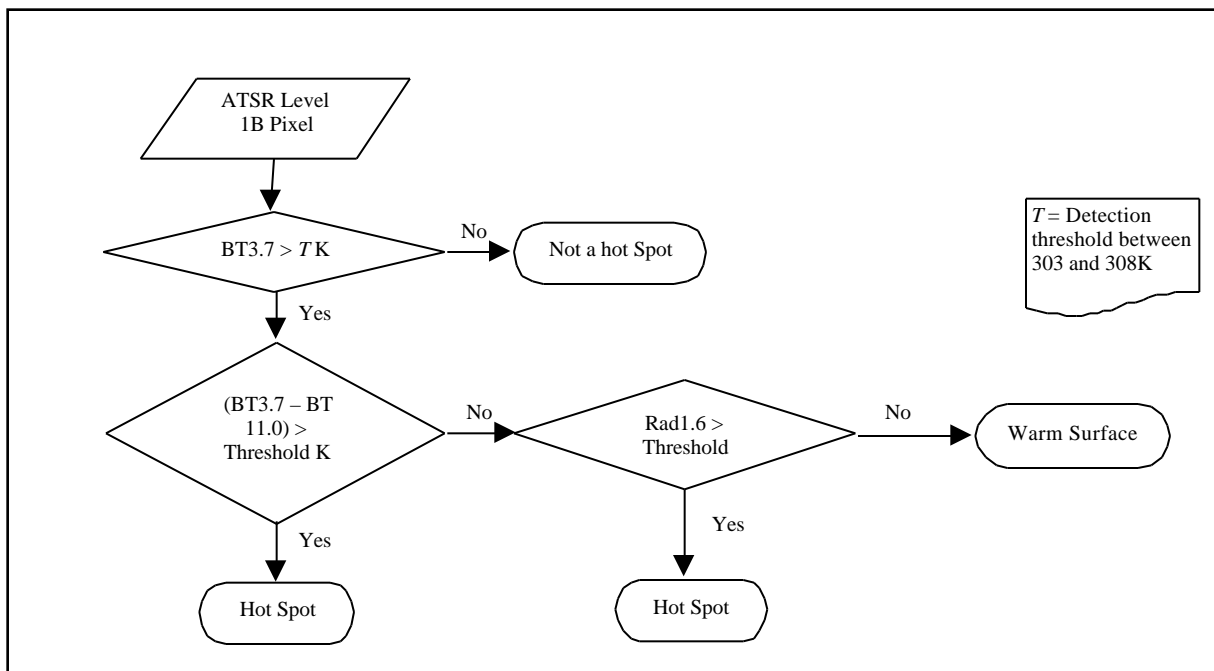 ATSR Level
1B Pixel
BT3.7 > T K
No
Not a hot Spot
T = Detection
threshold between
303 and 308K
Yes
(BT3.7 – BT
11.0) >
Threshold K
No
Rad1.6 >
Threshold
No
Warm Surface
Yes
Hot Spot
Yes
Hot Spot